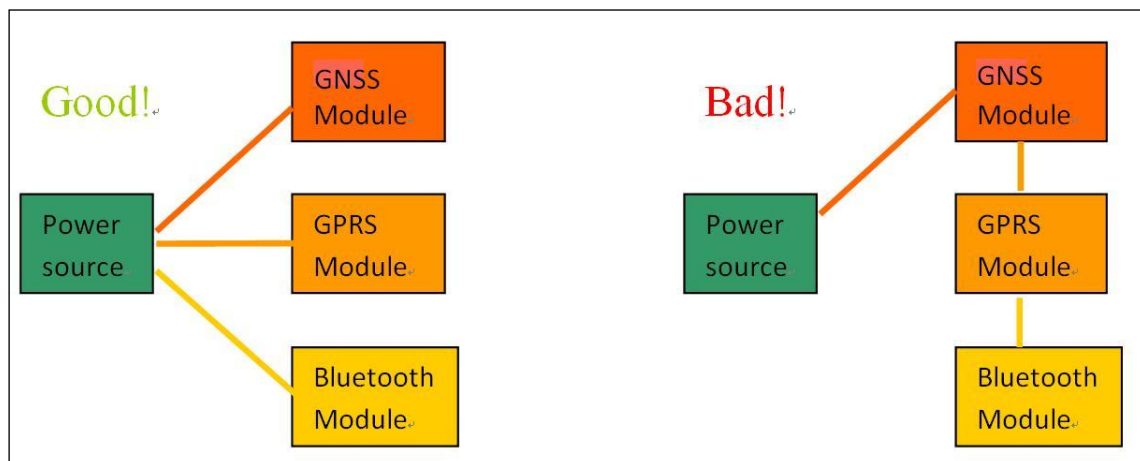 Good!
GNSS
Module
Power
source
GPRS
Module
Bluetooth
Module
Bad!
GNSS
Module
Power
source
GPRS
Module
Bluetooth
Module